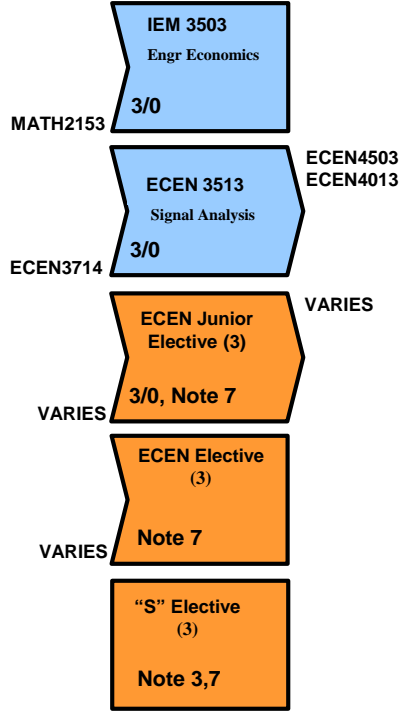 IEM 3503
Engr Economics
3/0
MATH2153
ECEN4503
ECEN4013
ECEN 3513
Signal Analysis
3/0
ECEN3714
VARIES
ECEN Junior
Elective (3)
3/0, Note 7
VARIES
ECEN Elective
(3)
Note 7
VARIES
“S” Elective
(3)
Note 3,7